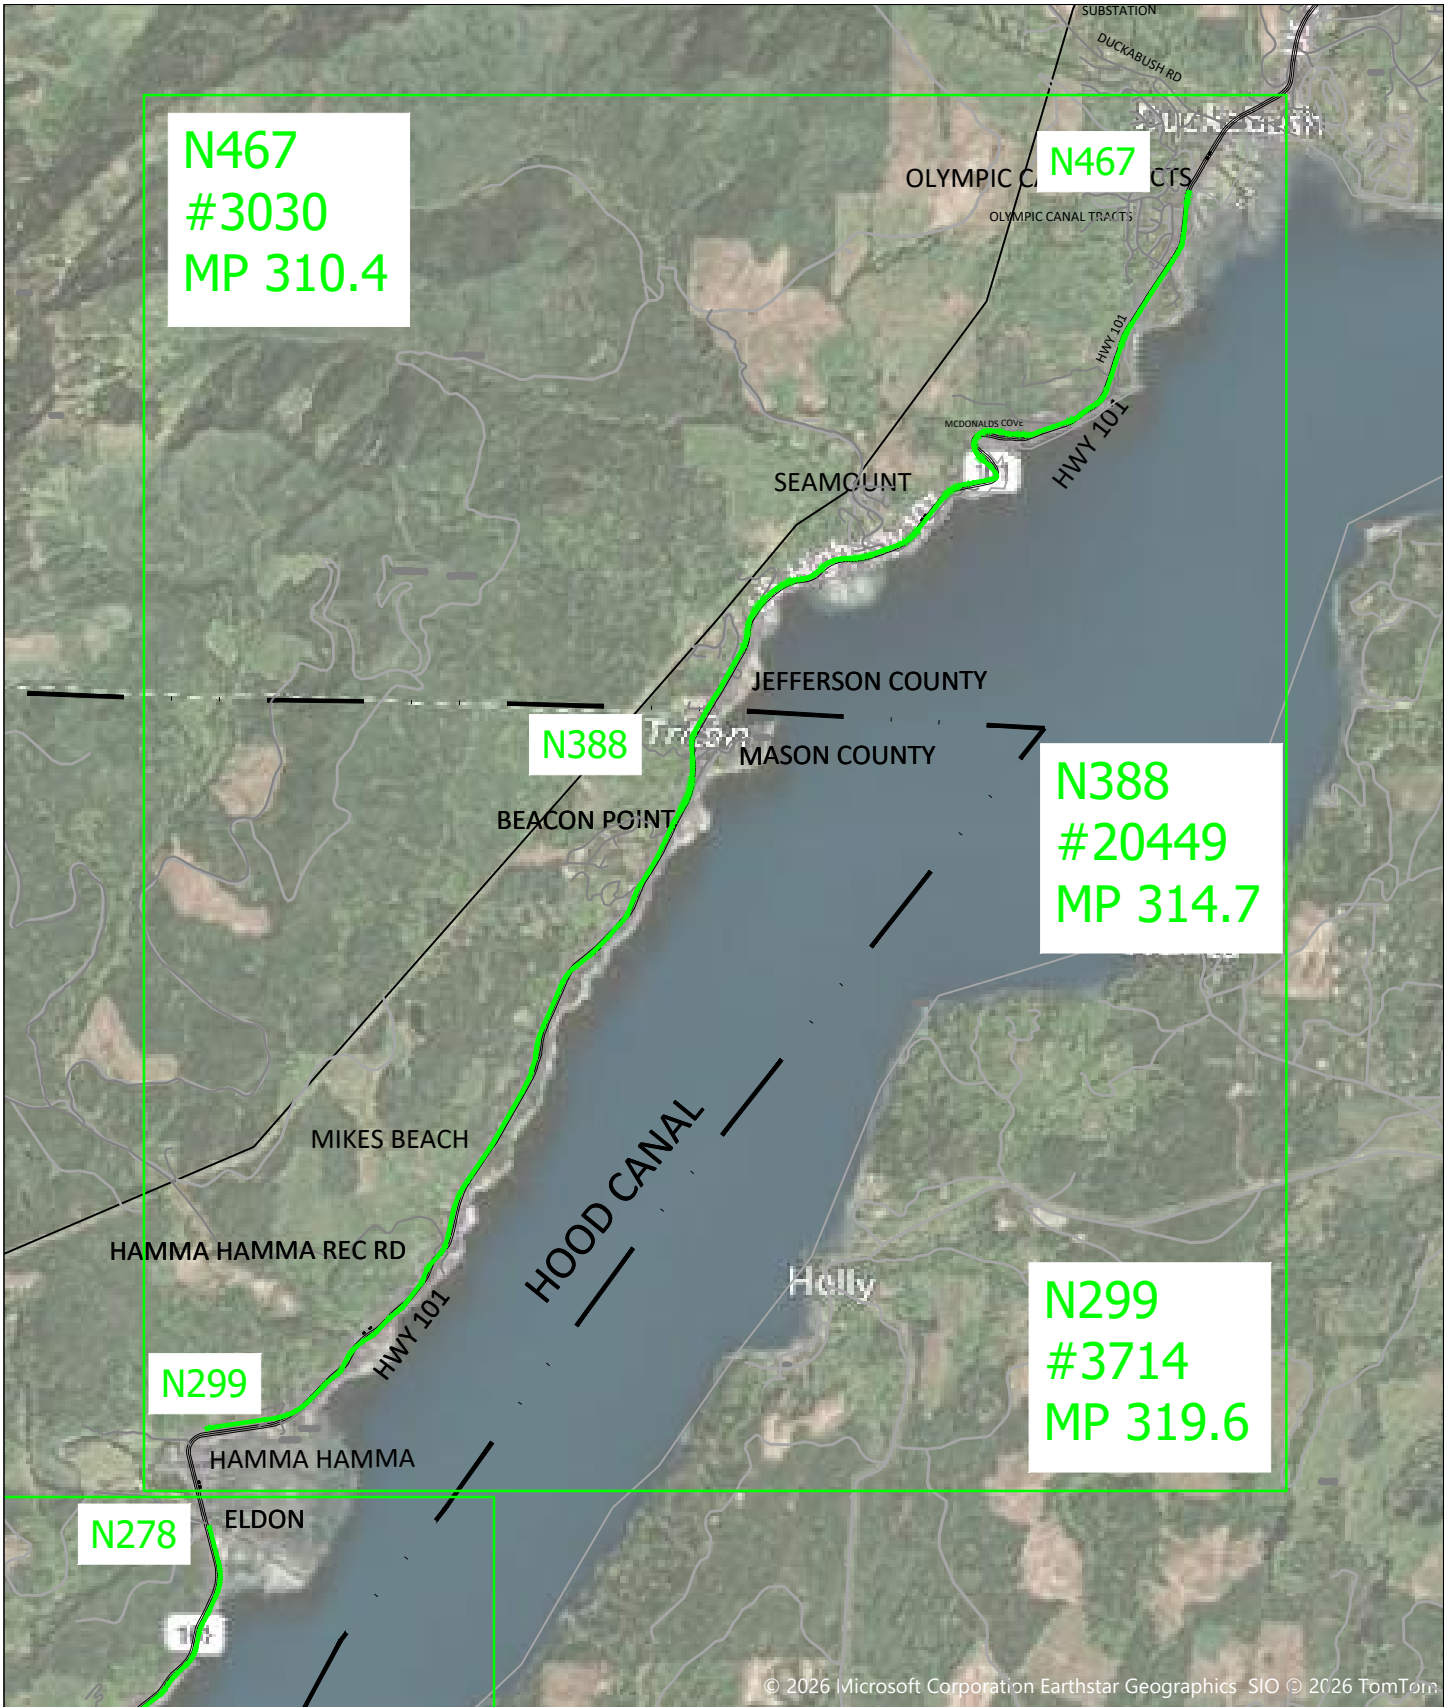 SUBSTATION
DUCKABUSH RD
N467
#3030
MP 310.4
N467
OLYMPIC CANAL TRACTS
HWY 101
MCDONALDS COVE
HWY 101
SEAMOUNT
JEFFERSON COUNTY
N388
MASON COUNTY
N388
#20449
MP 314.7
BEACON POINT
MIKES BEACH
HOOD CANAL
HAMMA HAMMA REC RD
Holly
HWY 101
N299
#3714
MP 319.6
N299
HAMMA HAMMA
ELDON
N278
© 2026 Microsoft Corporation Earthstar Geographics SIO © 2026 TomTom